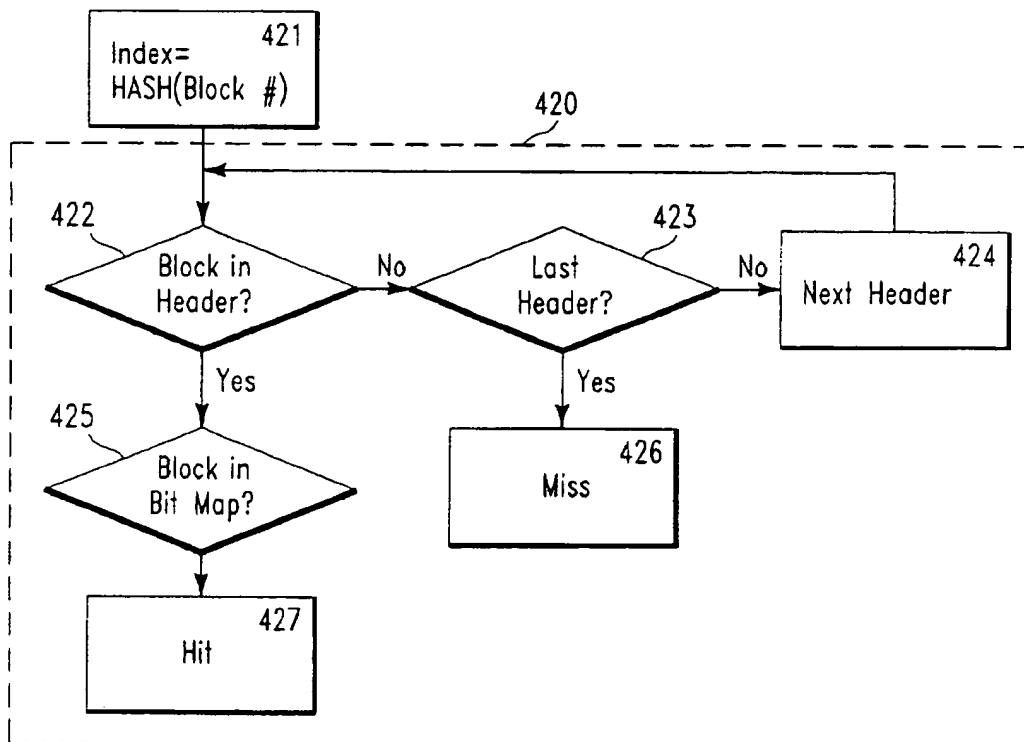 421
Index=
HASH(Block #)
420
422
Block in
Header?
No
423
Last
Header?
No
424
Next Header
Yes
Yes
425
Block in
Bit Map?
426
Miss
427
Hit